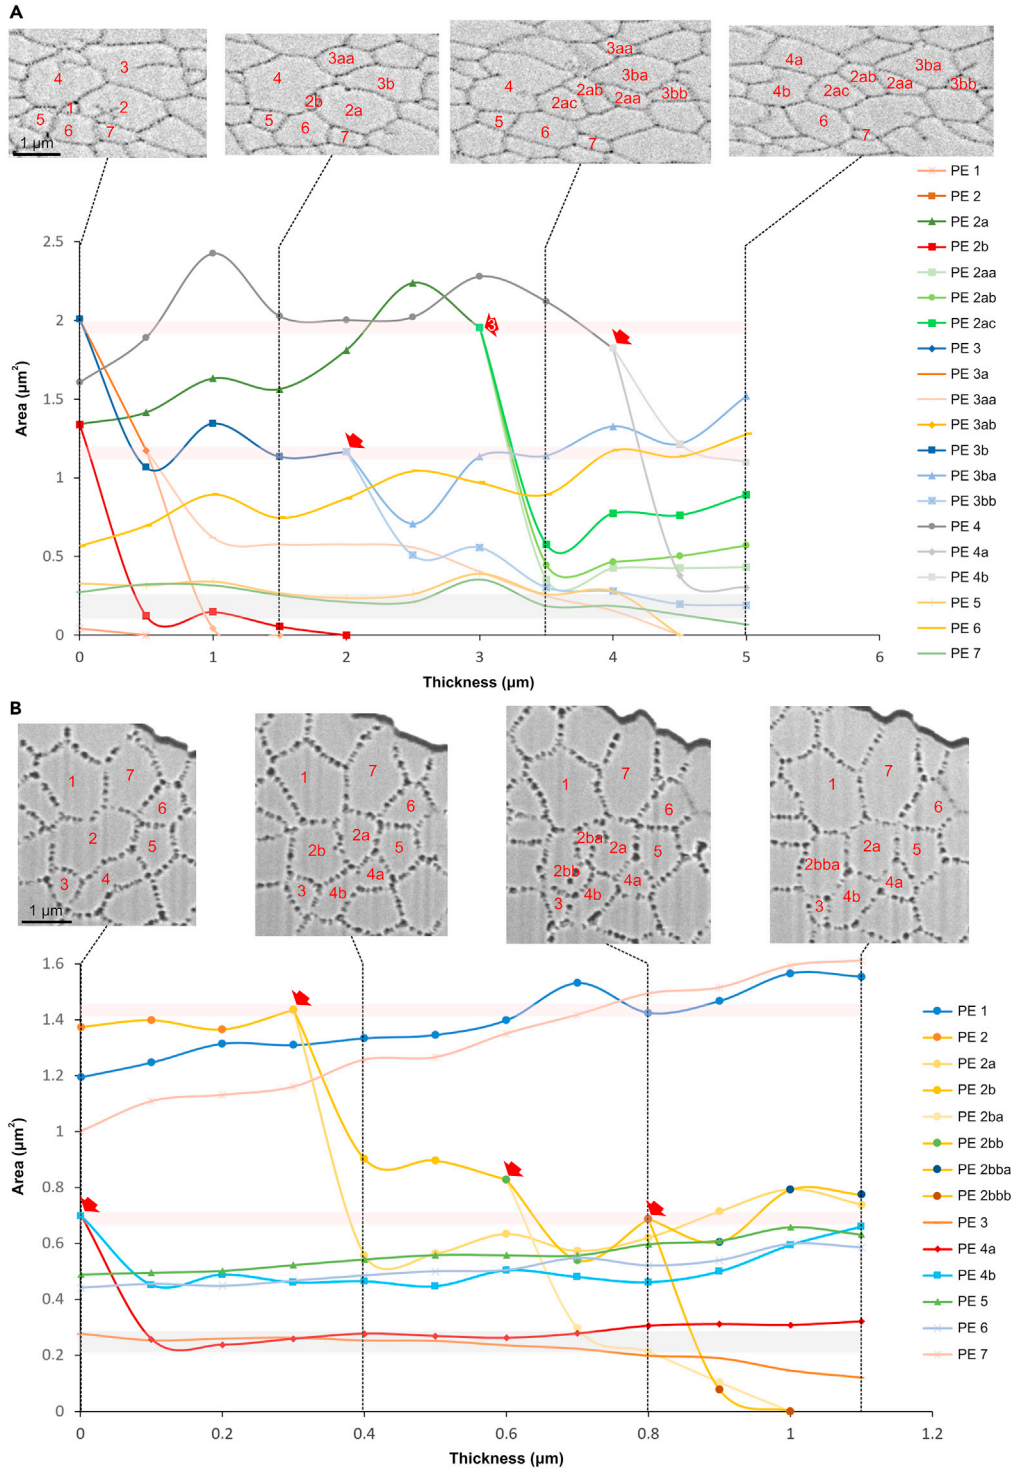 A
4
3
1
2
5
6
7
1 µm
3aa
4
3b
2b
2a
5
6
7
3aa
4
3ba
2ab
3bb
2ac
2aa
5
6
7
4a
3ba
2ab
4b
2ac
2aa
3bb
6
7
PE 1
PE 2
PE 2a
PE 2b
PE 2aa
PE 2ab
PE 2ac
PE 3
PE 3a
PE 3aa
PE 3ab
PE 3b
PE 3ba
PE 3bb
PE 4
PE 4a
PE 4b
PE 5
PE 6
PE 7
2.5
2
1.5
1
0.5
0
Area (µm²)
3
0 1 2 3 4 5 6
Thickness (µm)
B
1
7
6
2
5
3
4
1 µm
1
7
6
2a
2b
5
4a
3
4b
7
1
6
2ba
2a
5
2bb
4a
4b
3
7
1
6
2a
5
2bba
4a
4b
3
1.6
1.4
1.2
1
0.8
0.6
0.4
0.2
0
Area (µm²)
PE 1
PE 2
PE 2a
PE 2b
PE 2ba
PE 2bb
PE 2bba
PE 2bbb
PE 3
PE 4a
PE 4b
PE 5
PE 6
PE 7
0 0.2 0.4 0.6 0.8 1 1.2
Thickness (µm)